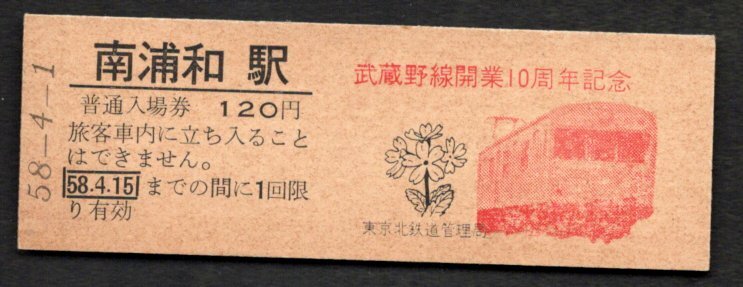 58-4-1
南浦和 駅
普通入場券 120円
旅客車内に立ち入ること
はできません。
58.4.15 までの間に1回限
り有効
武蔵野線開業10周年記念
東京北鉄道管理局